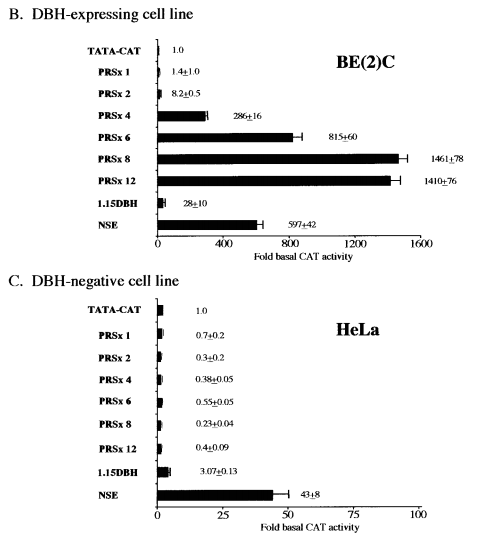 B. DBH-expressing cell line
BE(2)C
TATA-CAT 1.0
PRSx 1 1.4±1.0
PRSx 2 8.2±0.5
PRSx 4 286±16
PRSx 6 815±60
PRSx 8 1461±78
PRSx 12 1410±76
1.15DBH 28±10
NSE 597±42
0 400 800 1200 1600
Fold basal CAT activity
C. DBH-negative cell line
HeLa
TATA-CAT 1.0
PRSx 1 0.7±0.2
PRSx 2 0.3±0.2
PRSx 4 0.38±0.05
PRSx 6 0.55±0.05
PRSx 8 0.23±0.04
PRSx 12 0.4±0.09
1.15DBH 3.07±0.13
NSE 43±8
0 25 50 75 100
Fold basal CAT activity